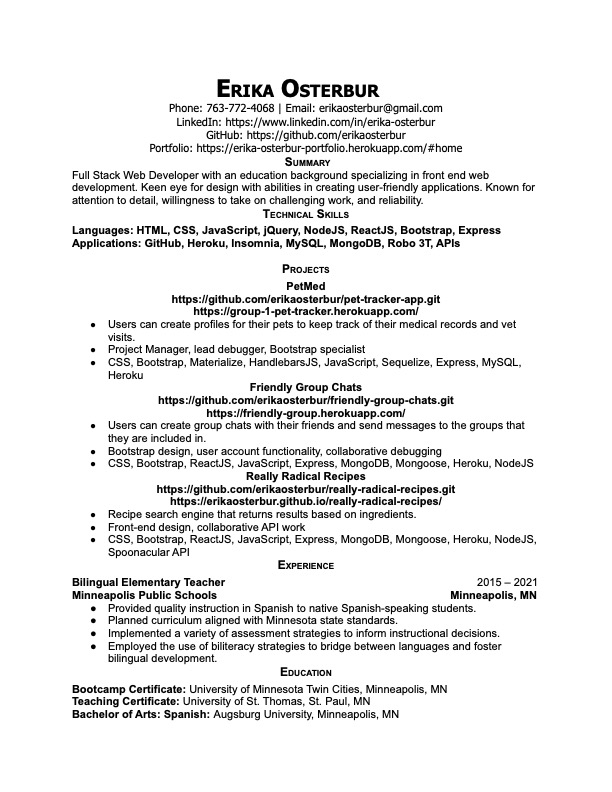 Erika Osterbur
Phone: 763-772-4068 | Email: erikaosterbur@gmail.com
LinkedIn: https://www.linkedin.com/in/erika-osterbur
GitHub: https://github.com/erikaosterbur
Portfolio: https://erika-osterbur-portfolio.herokuapp.com/#home
Summary
Full Stack Web Developer with an education background specializing in front end web
development. Keen eye for design with abilities in creating user-friendly applications. Known for
attention to detail, willingness to take on challenging work, and reliability.
Technical Skills
Languages: HTML, CSS, JavaScript, jQuery, NodeJS, ReactJS, Bootstrap, Express
Applications: GitHub, Heroku, Insomnia, MySQL, MongoDB, Robo 3T, APIs
Projects
PetMed
https://github.com/erikaosterbur/pet-tracker-app.git
https://group-1-pet-tracker.herokuapp.com/
● Users can create profiles for their pets to keep track of their medical records and vet
visits.
● Project Manager, lead debugger, Bootstrap specialist
● CSS, Bootstrap, Materialize, HandlebarsJS, JavaScript, Sequelize, Express, MySQL,
Heroku
Friendly Group Chats
https://github.com/erikaosterbur/friendly-group-chats.git
https://friendly-group.herokuapp.com/
● Users can create group chats with their friends and send messages to the groups that
they are included in.
● Bootstrap design, user account functionality, collaborative debugging
● CSS, Bootstrap, ReactJS, JavaScript, Express, MongoDB, Mongoose, Heroku, NodeJS
Really Radical Recipes
https://github.com/erikaosterbur/really-radical-recipes.git
https://erikaosterbur.github.io/really-radical-recipes/
● Recipe search engine that returns results based on ingredients.
● Front-end design, collaborative API work
● CSS, Bootstrap, ReactJS, JavaScript, Express, MongoDB, Mongoose, Heroku, NodeJS,
Spoonacular API
Experience
Bilingual Elementary Teacher 2015 – 2021
Minneapolis Public Schools Minneapolis, MN
● Provided quality instruction in Spanish to native Spanish-speaking students.
● Planned curriculum aligned with Minnesota state standards.
● Implemented a variety of assessment strategies to inform instructional decisions.
● Employed the use of biliteracy strategies to bridge between languages and foster
bilingual development.
Education
Bootcamp Certificate: University of Minnesota Twin Cities, Minneapolis, MN
Teaching Certificate: University of St. Thomas, St. Paul, MN
Bachelor of Arts: Spanish: Augsburg University, Minneapolis, MN